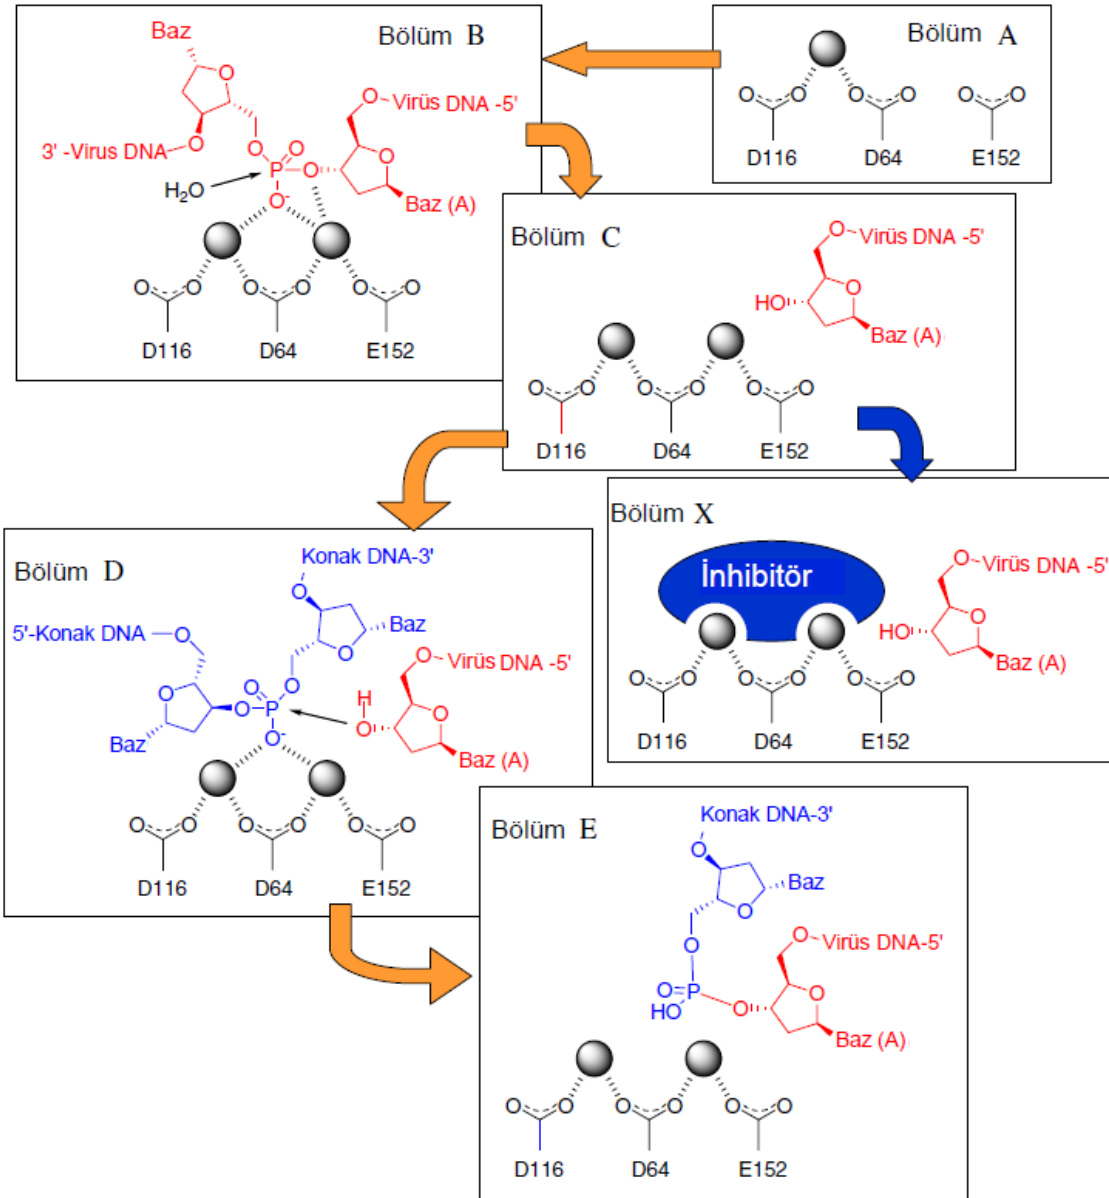 Bölüm A
O
O
O
O
O
O
D116
D64
E152
Bölüm B
Baz
O
O
3' -Virus DNA
O
O
P
O
O-
O
Virüs DNA -5'
O
Baz (A)
H₂O
O
O
O
O
O
O
D116
D64
E152
Bölüm C
O
Virüs DNA -5'
O
HO
Baz (A)
O
O
O
O
O
O
D116
D64
E152
Bölüm X
İnhibitör
O
Virüs DNA -5'
O
HO
Baz (A)
O
O
O
O
O
O
D116
D64
E152
Bölüm D
Konak DNA-3'
O
Baz
O
5'-Konak DNA
O
O
Baz
O
O
P
O
O-
O
Virüs DNA -5'
H
O
O
Baz (A)
O
O
O
O
O
O
D116
D64
E152
Bölüm E
Konak DNA-3'
O
Baz
O
O
O
Virüs DNA-5'
O
P
HO
O
O
Baz (A)
O
O
O
O
O
O
D116
D64
E152